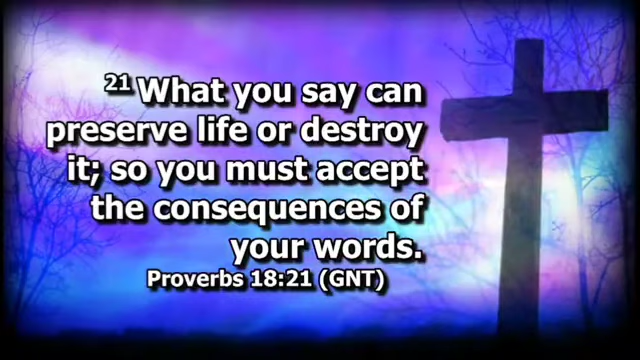 21 What you say can
preserve life or destroy
it; so you must accept
the consequences of
your words.
Proverbs 18:21 (GNT)